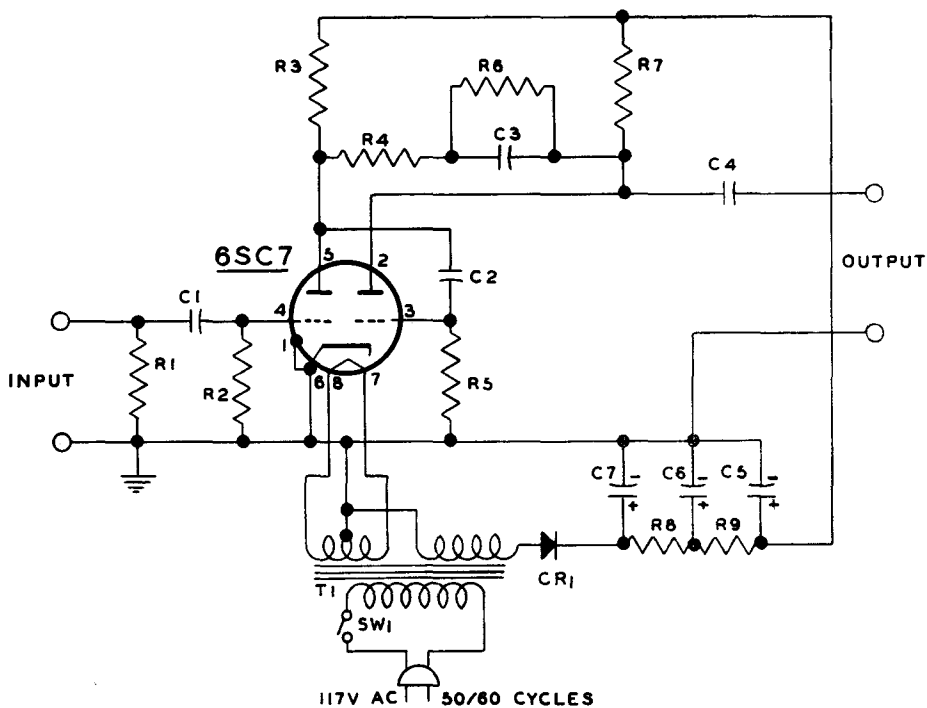 R3
R6
R7
R4
C3
C4
6SC7
5
2
C2
OUTPUT
C1
4
3
1
R1
INPUT
R2
6
8
7
R5
C7
-
C6
-
C5
-
+
+
+
R8
R9
T1
CR1
SW1
117V AC
50/60 CYCLES